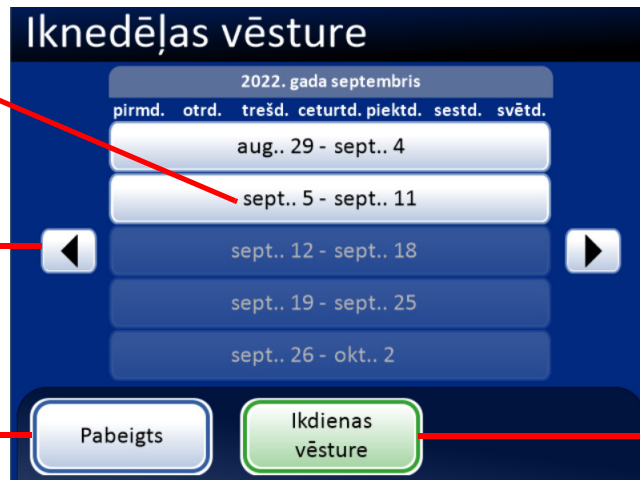 Iknedēļas vēsture
2022. gada septembris
pirmd. otrd. trešd. ceturtd. piektd. sestd. svētd.
aug.. 29 - sept.. 4
sept.. 5 - sept.. 11
sept.. 12 - sept.. 18
sept.. 19 - sept.. 25
sept.. 26 - okt.. 2
Pabeigts
Ikdienas
vēsture